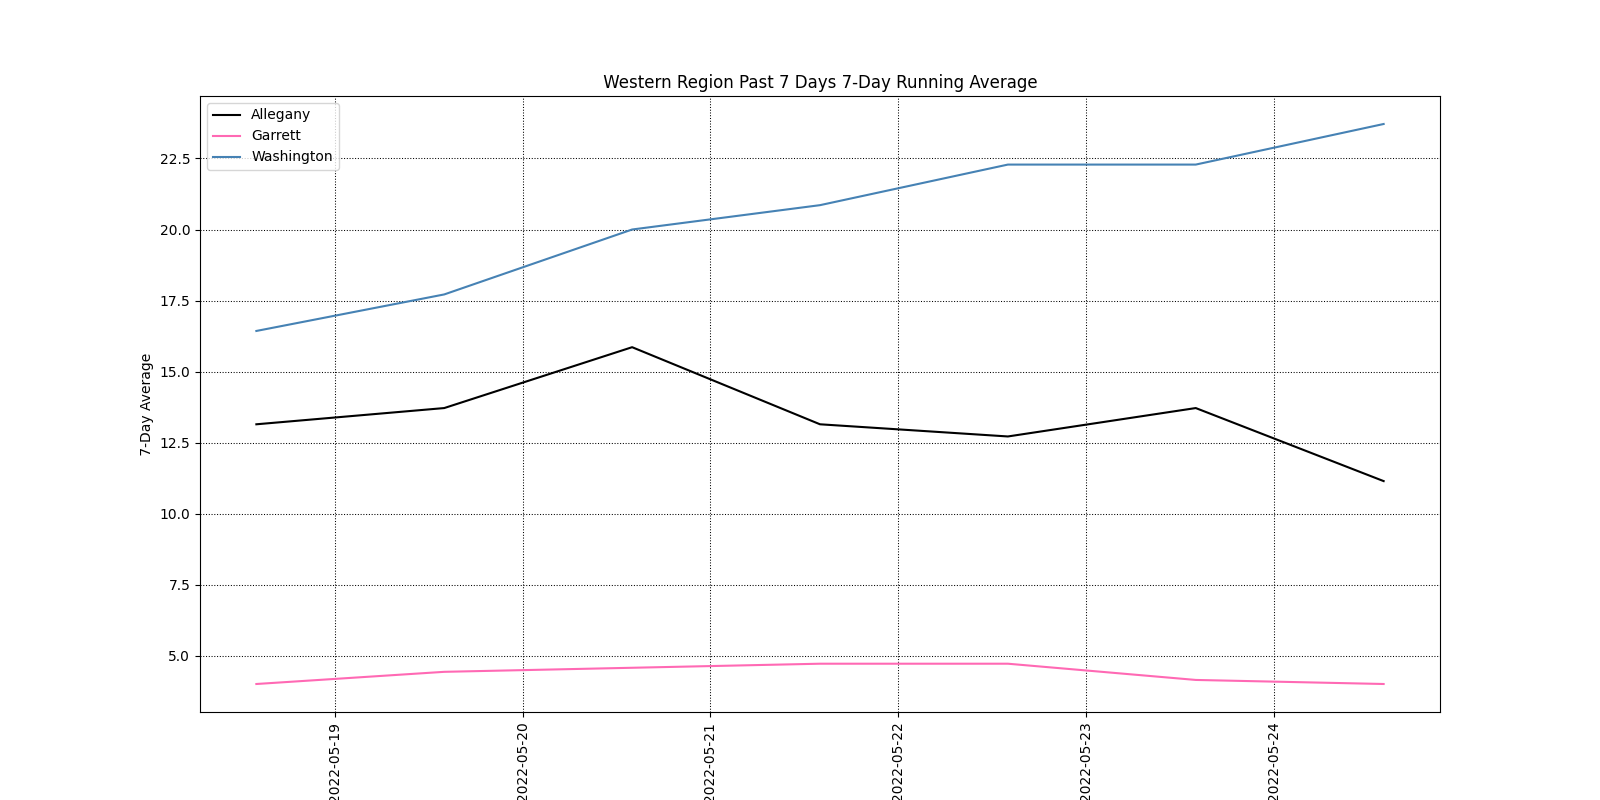 Western Region Past 7 Days 7-Day Running Average
Allegany
Garrett
Washington
7-Day Average
22.5
20.0
17.5
15.0
12.5
10.0
7.5
5.0
2022-05-19
2022-05-20
2022-05-21
2022-05-22
2022-05-23
2022-05-24